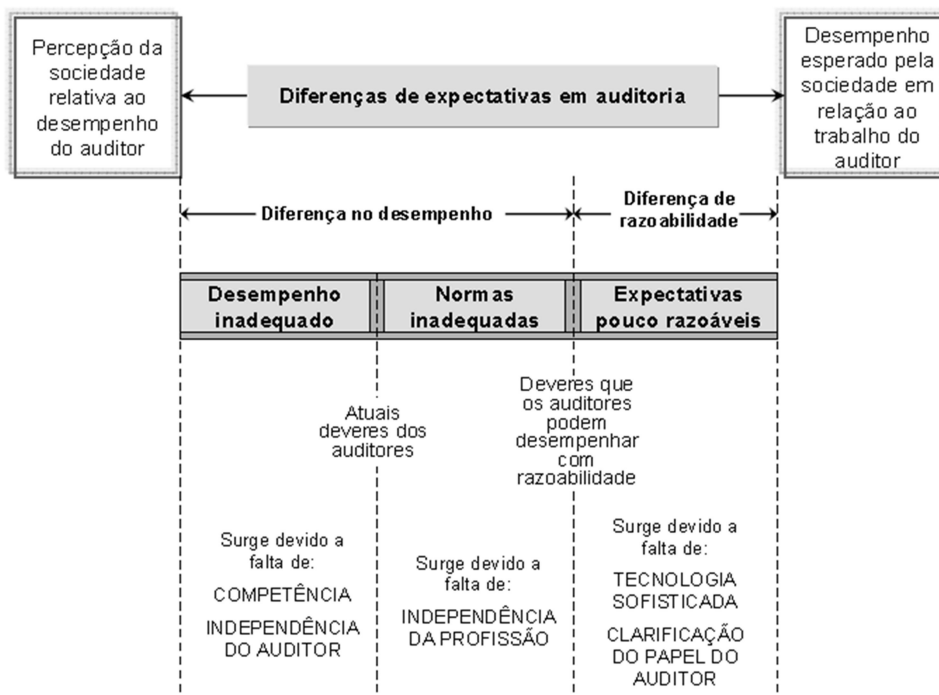 Percepção da
sociedade
relativa ao
desempenho
do auditor
Diferenças de expectativas em auditoria
Desempenho
esperado pela
sociedade em
relação ao
trabalho do
auditor
Diferença no desempenho
Diferença de
razoabilidade
Desempenho
inadequado
Normas
inadequadas
Expectativas
pouco razoáveis
Atuais
deveres dos
auditores
Deveres que
os auditores
podem
desempenhar
com
razoabilidade
Surge devido a
falta de:
COMPETÊNCIA
INDEPENDÊNCIA
DO AUDITOR
Surge devido a
falta de:
INDEPENDÊNCIA
DA PROFISSÃO
Surge devido a
falta de:
TECNOLOGIA
SOFISTICADA
CLARIFICAÇÃO
DO PAPEL DO
AUDITOR